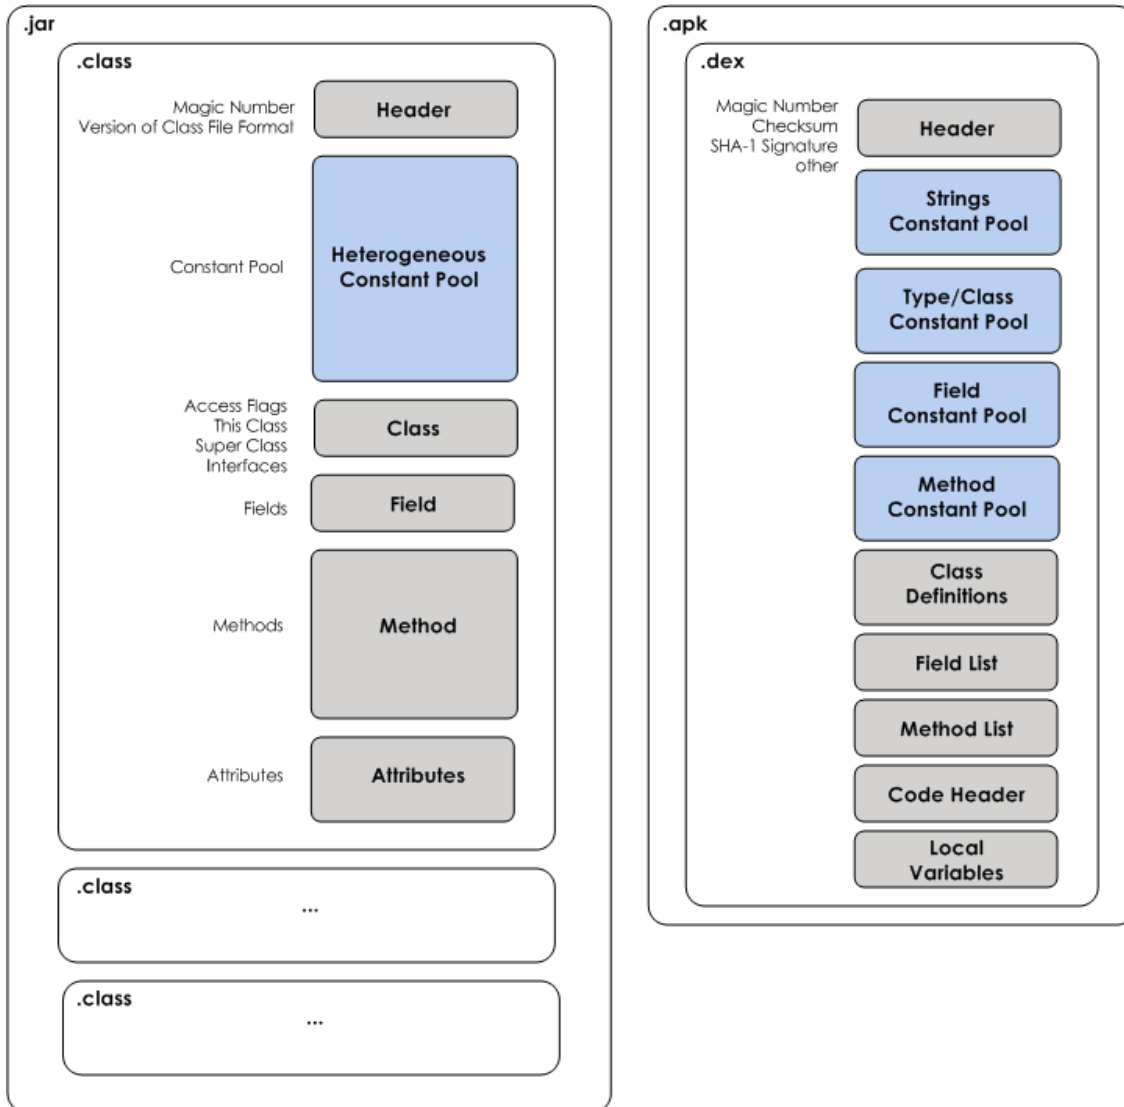 .jar
.class
Magic Number
Version of Class File Format
Header
Constant Pool
Heterogeneous
Constant Pool
Access Flags
This Class
Super Class
Interfaces
Class
Fields
Field
Methods
Method
Attributes
Attributes
.class
...
.class
...
.apk
.dex
Magic Number
Checksum
SHA-1 Signature
other
Header
Strings
Constant Pool
Type/Class
Constant Pool
Field
Constant Pool
Method
Constant Pool
Class
Definitions
Field List
Method List
Code Header
Local
Variables